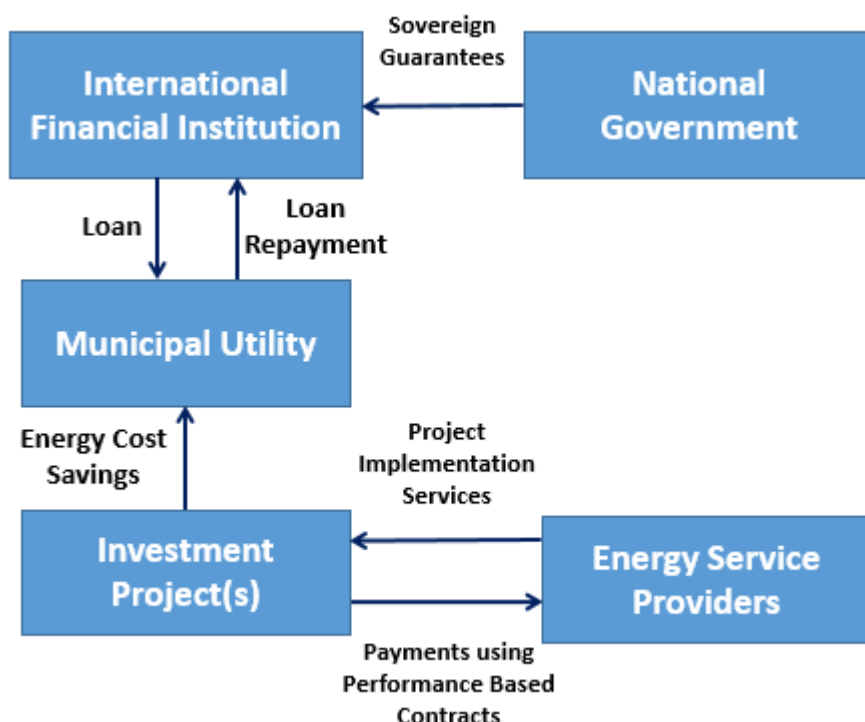 International
Financial Institution
Sovereign
Guarantees
National
Government
Loan
Loan
Repayment
Municipal Utility
Energy Cost
Savings
Project
Implementation
Services
Investment
Project(s)
Energy Service
Providers
Payments using
Performance Based
Contracts